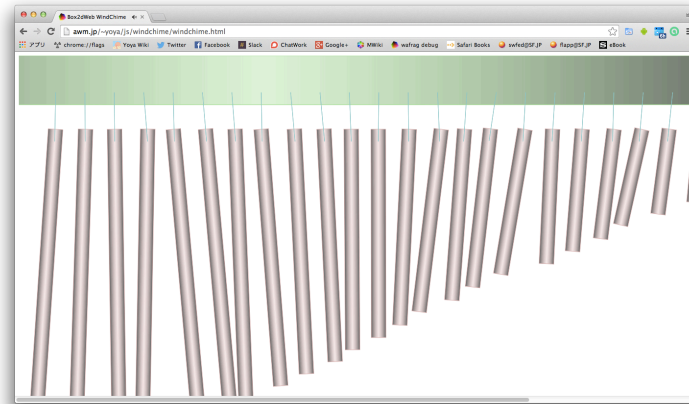 Box2dWeb WindChime
awm.jp/~yoya/js/windchime/windchime.html
アプリ chrome://flags Yoya Wiki Twitter Facebook Slack ChatWork Google+ MWiki wafrag debug Safari Books swfed@SF.JP flapp@SF.JP eBook